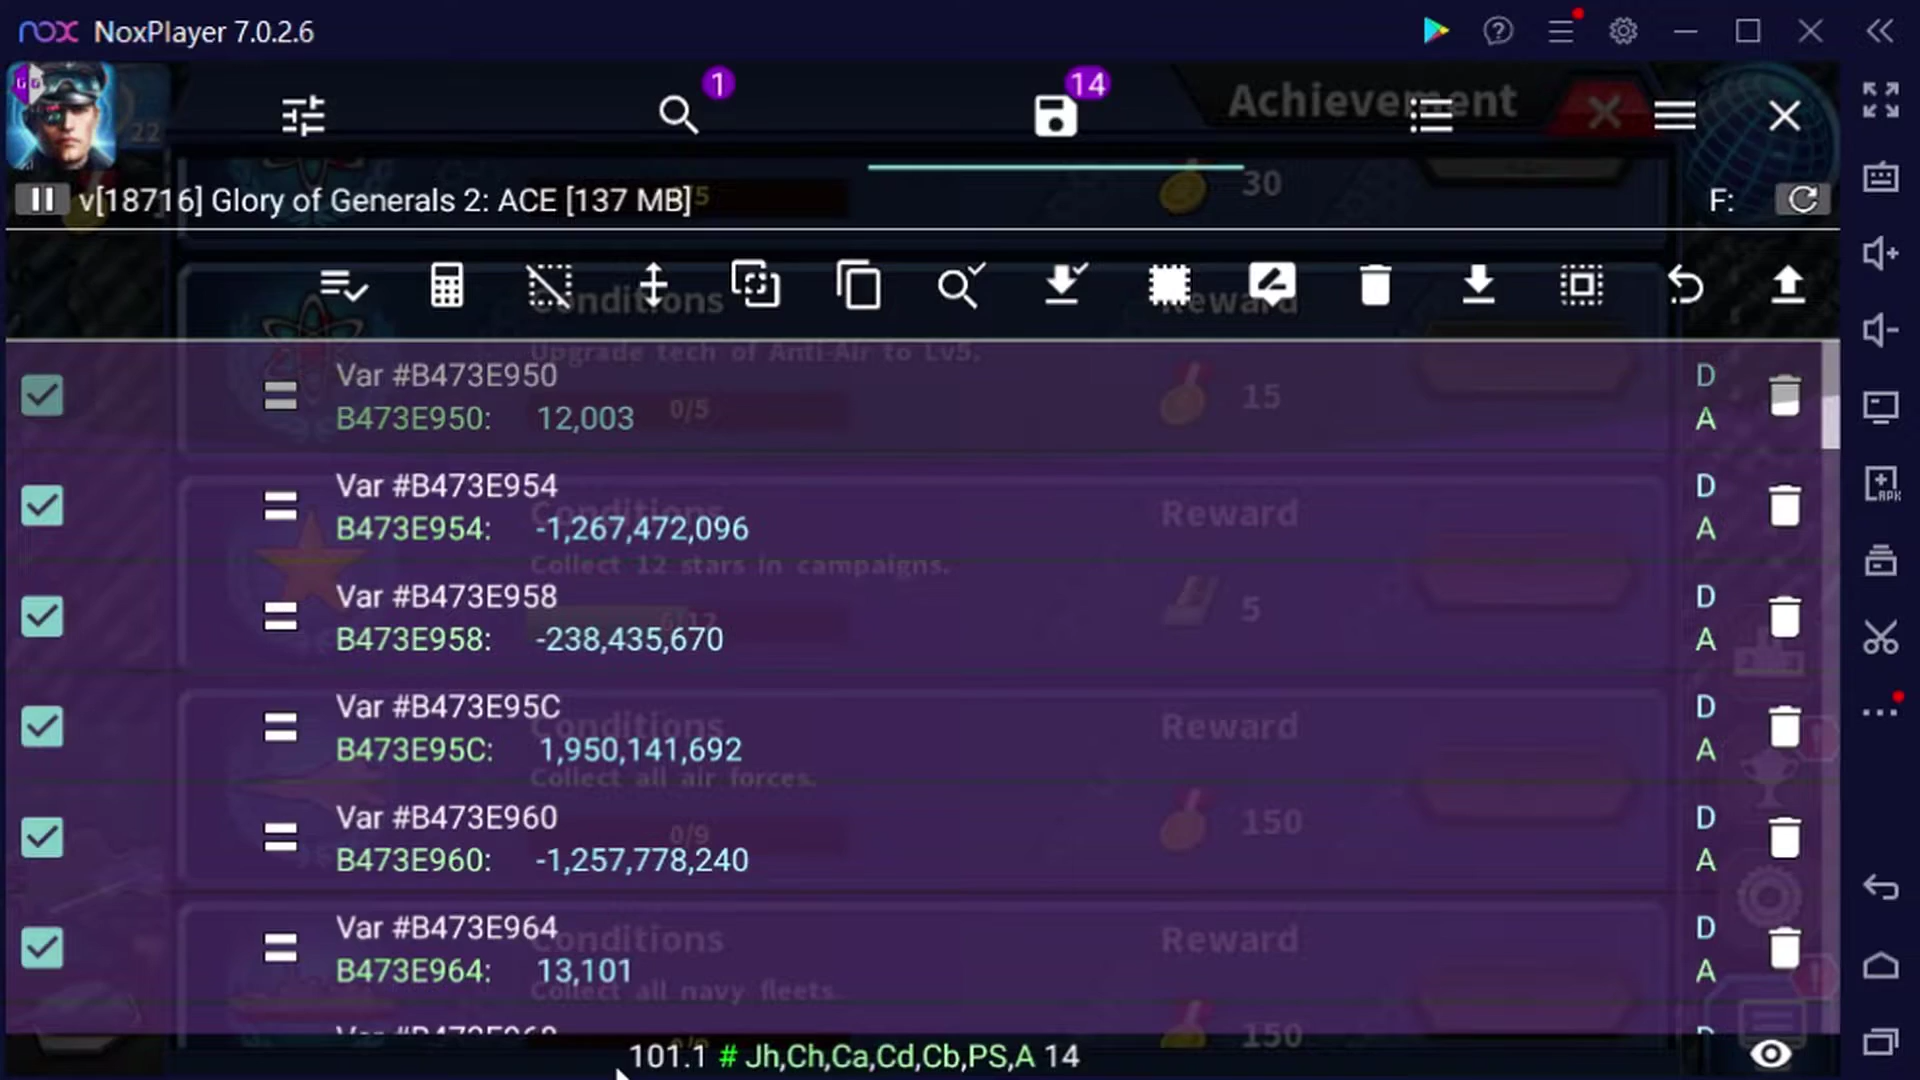 nox NoxPlayer 7.0.2.6
1
14
Achievement
22
v[18716] Glory of Generals 2: ACE [137 MB]
30
F:
Conditions
Reward
Upgrade tech of Anti-Air to Lv5.
Var #B473E950
D
B473E950: 12,003
A
0/5
15
Var #B473E954
D
B473E954: -1,267,472,096
A
Conditions
Reward
Collect 12 stars in campaigns.
Var #B473E958
D
B473E958: -238,435,670
A
5
Var #B473E95C
D
B473E95C: 1,950,141,692
A
Conditions
Reward
Collect all air forces.
Var #B473E960
D
B473E960: -1,257,778,240
A
0/9
150
Var #B473E964
D
B473E964: 13,101
A
Conditions
Reward
Collect all navy fleets.
150
101.1 # Jh,Ch,Ca,Cd,Cb,PS,A 14
APK